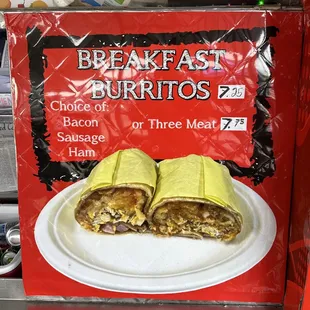 BREAKFAST
BURRITOS 7.25
Choice of:
Bacon
Sausage
Ham
or Three Meat 7.75